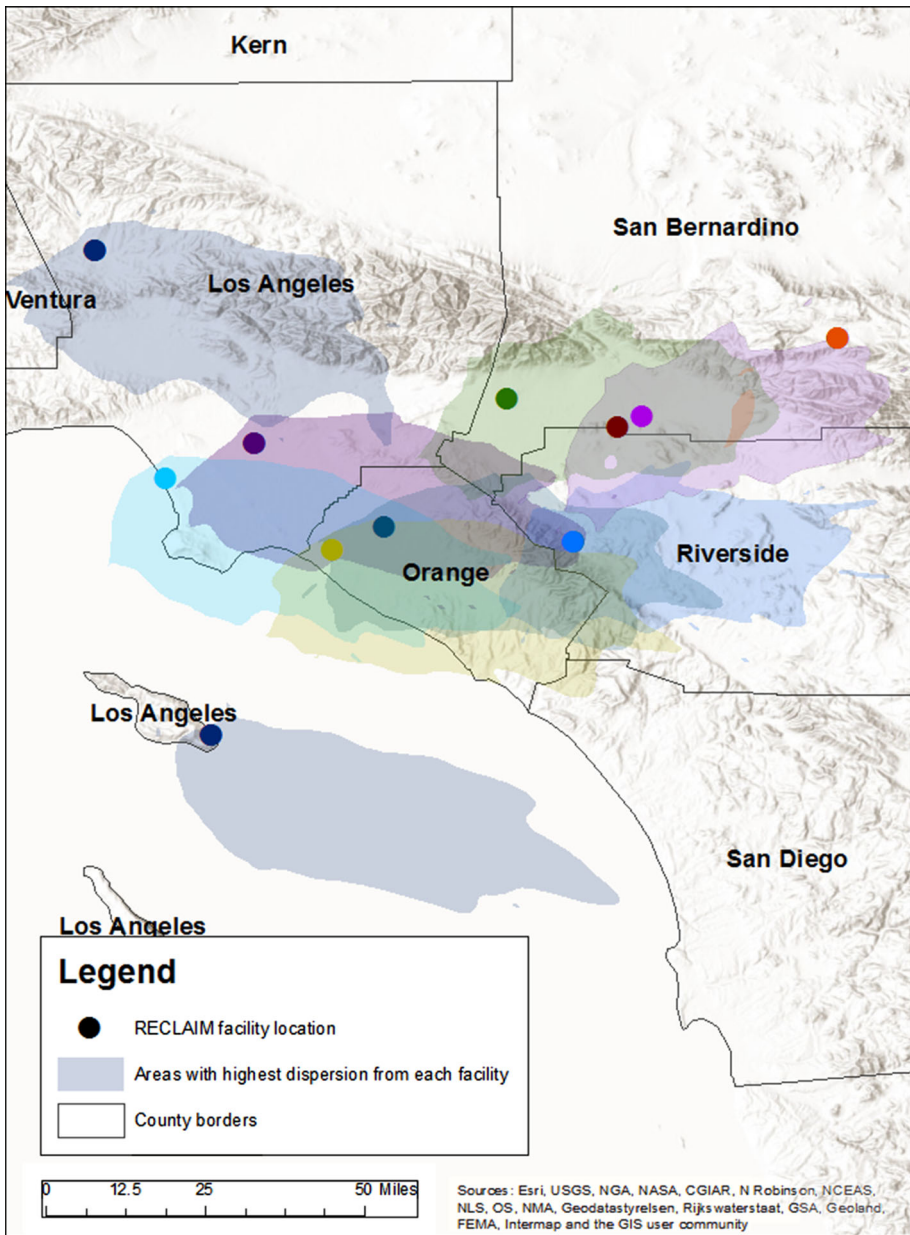 Kern
San Bernardino
Los Angeles
Ventura
Orange
Riverside
Los Angeles
San Diego
Los Angeles
Legend
RECLAIM facility location
Areas with highest dispersion from each facility
County borders
0 12.5 25 50 Miles
Sources: Esri, USGS, NGA, NASA, CGIAR, N Robinson, NCEAS,
NLS, OS, NMA, Geodatastyrelsen, Rijkswaterstaat, GSA, Geoland,
FEMA, Intermap and the GIS user community